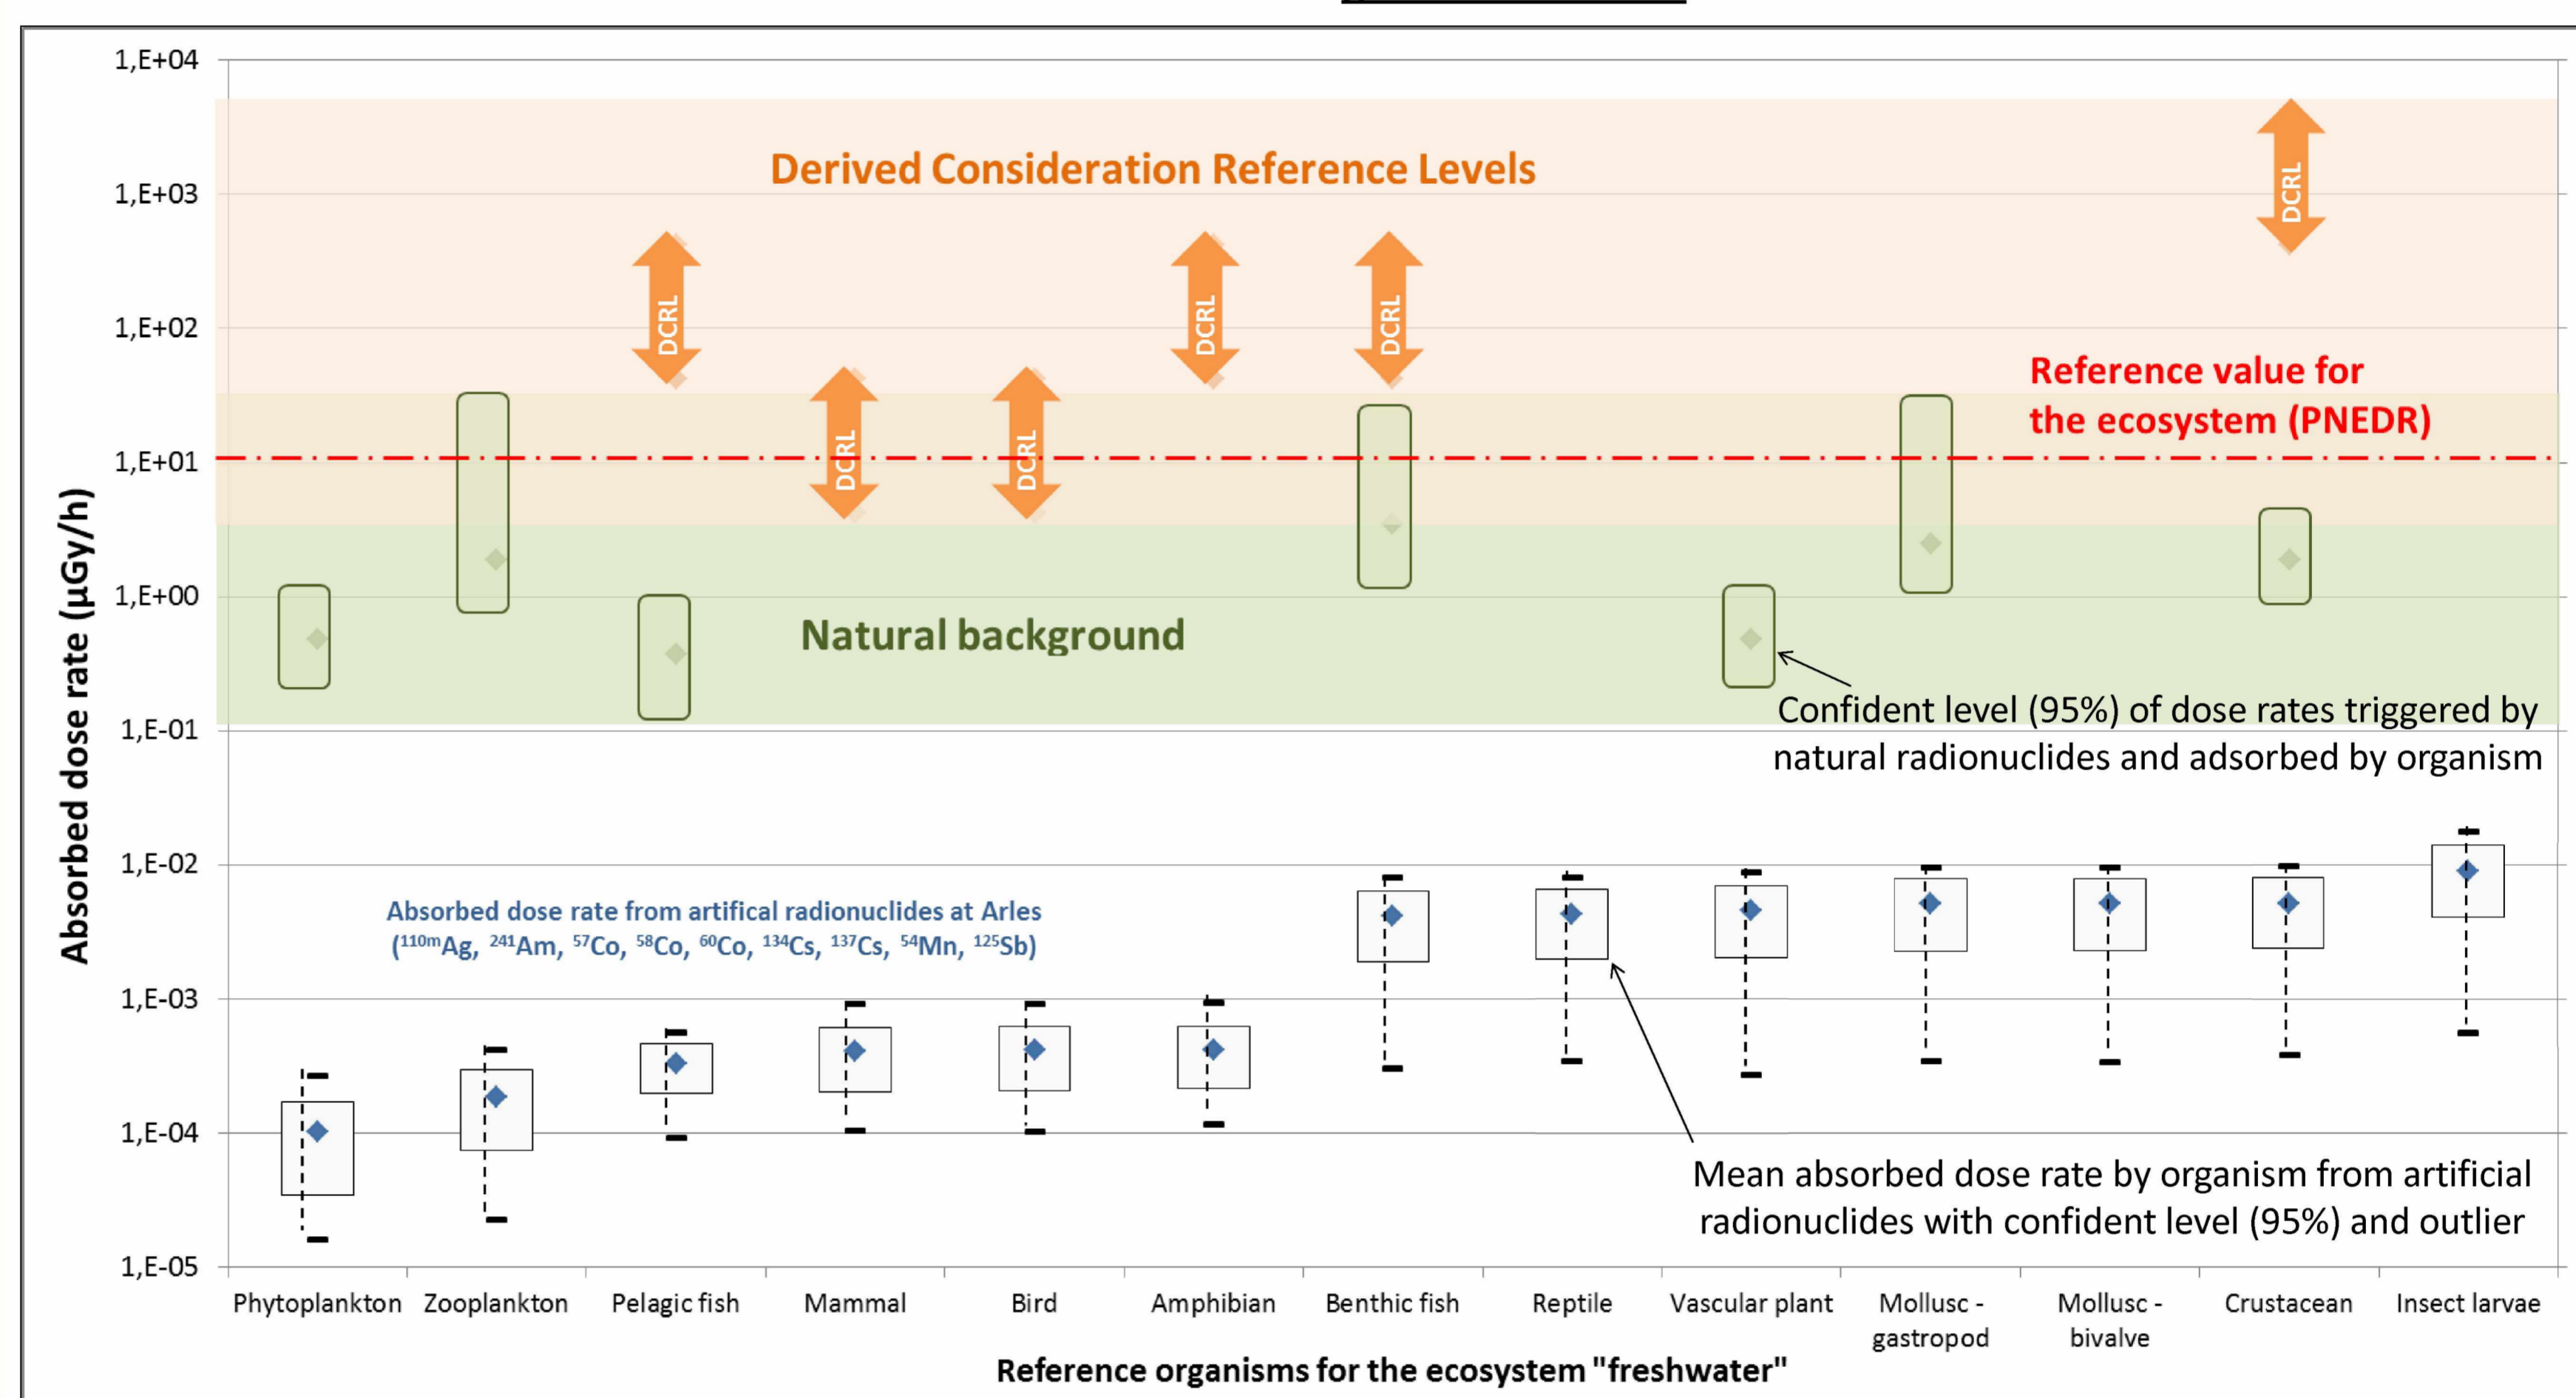 1,E+04
Derived Consideration Reference Levels
1,E+03
DCRL
DCRL
DCRL
DCRL
1,E+02
Reference value for
the ecosystem (PNEDR)
DCRL
DCRL
1,E+01
1,E+00
Natural background
1,E-01
Confident level (95%) of dose rates triggered by
natural radionuclides and adsorbed by organism
1,E-02
Absorbed dose rate from artifical radionuclides at Arles
(110mAg, 241Am, 57Co, 58Co, 60Co, 134Cs, 137Cs, 54Mn, 125Sb)
1,E-03
1,E-04
Mean absorbed dose rate by organism from artificial
radionuclides with confident level (95%) and outlier
1,E-05
Absorbed dose rate (µGy/h)
Phytoplankton Zooplankton Pelagic fish Mammal Bird Amphibian Benthic fish Reptile Vascular plant Mollusc - Mollusc - Crustacean Insect larvae
gastropod bivalve
Reference organisms for the ecosystem "freshwater"